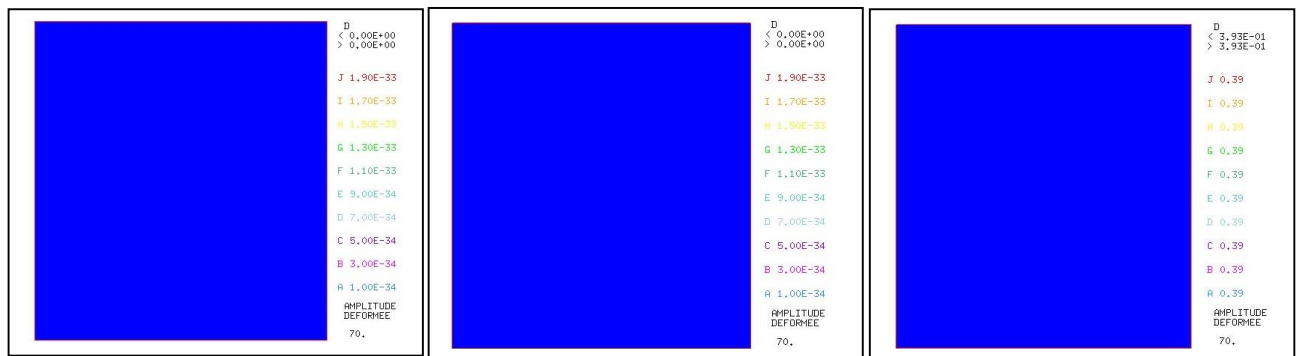 D
< 0.00E+00
> 0.00E+00
J 1.90E-33
I 1.70E-33
H 1.50E-33
G 1.30E-33
F 1.10E-33
E 9.00E-34
D 7.00E-34
C 5.00E-34
B 3.00E-34
A 1.00E-34
AMPLITUDE
DEFORMEE
70.
D
< 0.00E+00
> 0.00E+00
J 1.90E-33
I 1.70E-33
H 1.50E-33
G 1.30E-33
F 1.10E-33
E 9.00E-34
D 7.00E-34
C 5.00E-34
B 3.00E-34
A 1.00E-34
AMPLITUDE
DEFORMEE
70.
D
< 3.93E-01
> 3.93E-01
J 0.39
I 0.39
H 0.39
G 0.39
F 0.39
E 0.39
D 0.39
C 0.39
B 0.39
A 0.39
AMPLITUDE
DEFORMEE
70.